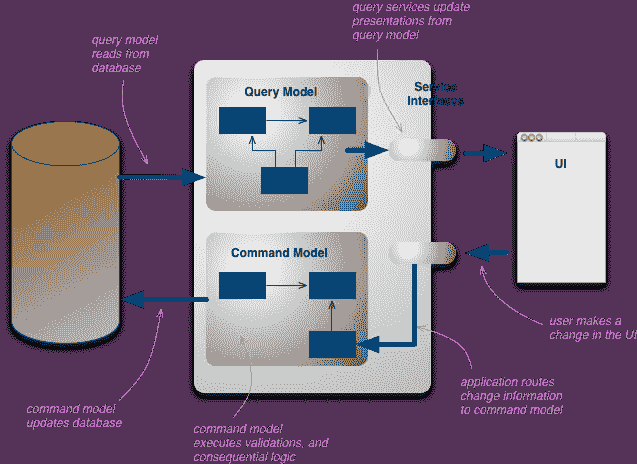 query services update
presentations from
query model
query model
reads from
database
Query Model
Service
Interfaces
UI
Command Model
user makes a
change in the UI
application routes
change information
to command model
command model
updates database
command model
executes validations, and
consequential logic